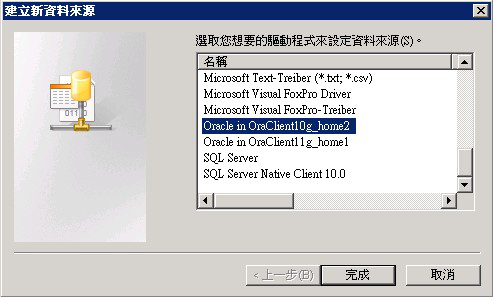 建立新資料來源
選取您想要的驅動程式來設定資料來源(S)。
名稱
Microsoft Text-Treiber (*.txt; *.csv)
Microsoft Visual FoxPro Driver
Microsoft Visual FoxPro-Treiber
Oracle in OraClient10g_home2
Oracle in OraClient11g_home1
SQL Server
SQL Server Native Client 10.0
< 上一步(B)
完成
取消